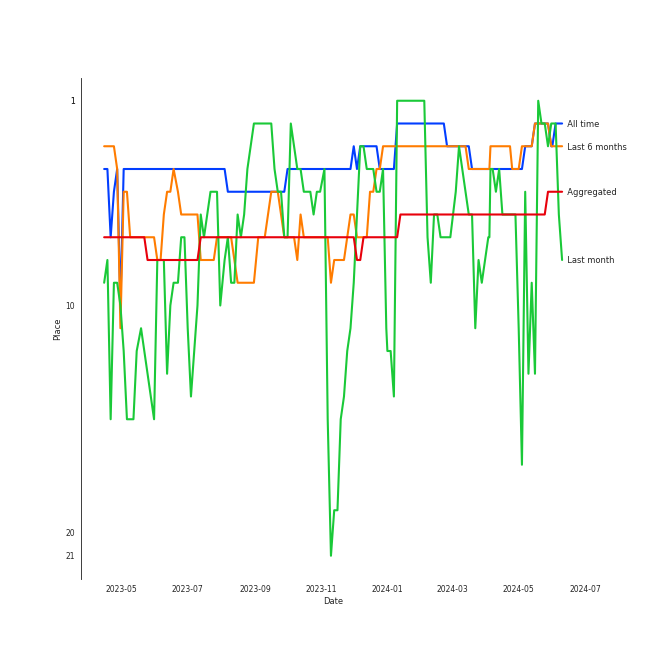 1
All time
Last 6 months
Aggregated
Last month
10
Place
20
21
2023-05 2023-07 2023-09 2023-11 2024-01 2024-03 2024-05 2024-07
Date